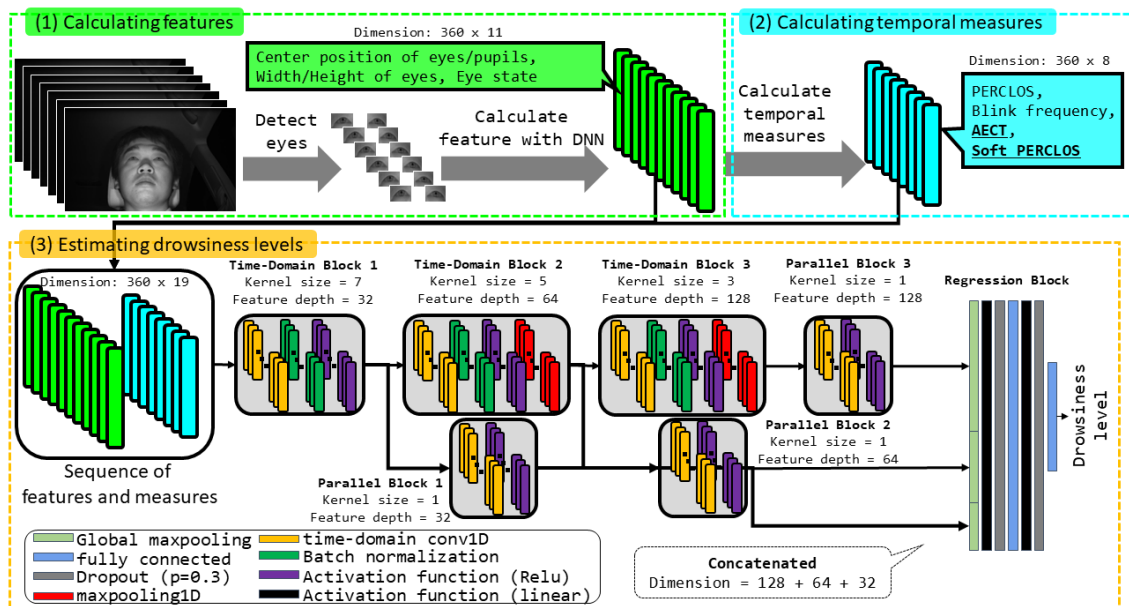 (1) Calculating features
Dimension: 360 x 11
Center position of eyes/pupils,
Width/Height of eyes, Eye state
Detect
eyes
Calculate
feature with DNN
(2) Calculating temporal measures
Dimension: 360 x 8
Calculate
temporal
measures
PERCLOS,
Blink frequency,
AECT,
Soft PERCLOS
(3) Estimating drowsiness levels
Dimension: 360 x 19
Sequence of
features and measures
Time-Domain Block 1
Kernel size = 7
Feature depth = 32
Time-Domain Block 2
Kernel size = 5
Feature depth = 64
Time-Domain Block 3
Kernel size = 3
Feature depth = 128
Parallel Block 3
Kernel size = 1
Feature depth = 128
Regression Block
Parallel Block 1
Kernel size = 1
Feature depth =
32
Parallel Block 2
Kernel size = 1
Feature depth =
64
Drowsiness
level
Global maxpooling
fully connected
Dropout (p=0.3)
maxpooling1D
time-domain conv1D
Batch normalization
Activation function (Relu)
Activation function (linear)
Concatenated
Dimension = 128 + 64 + 32